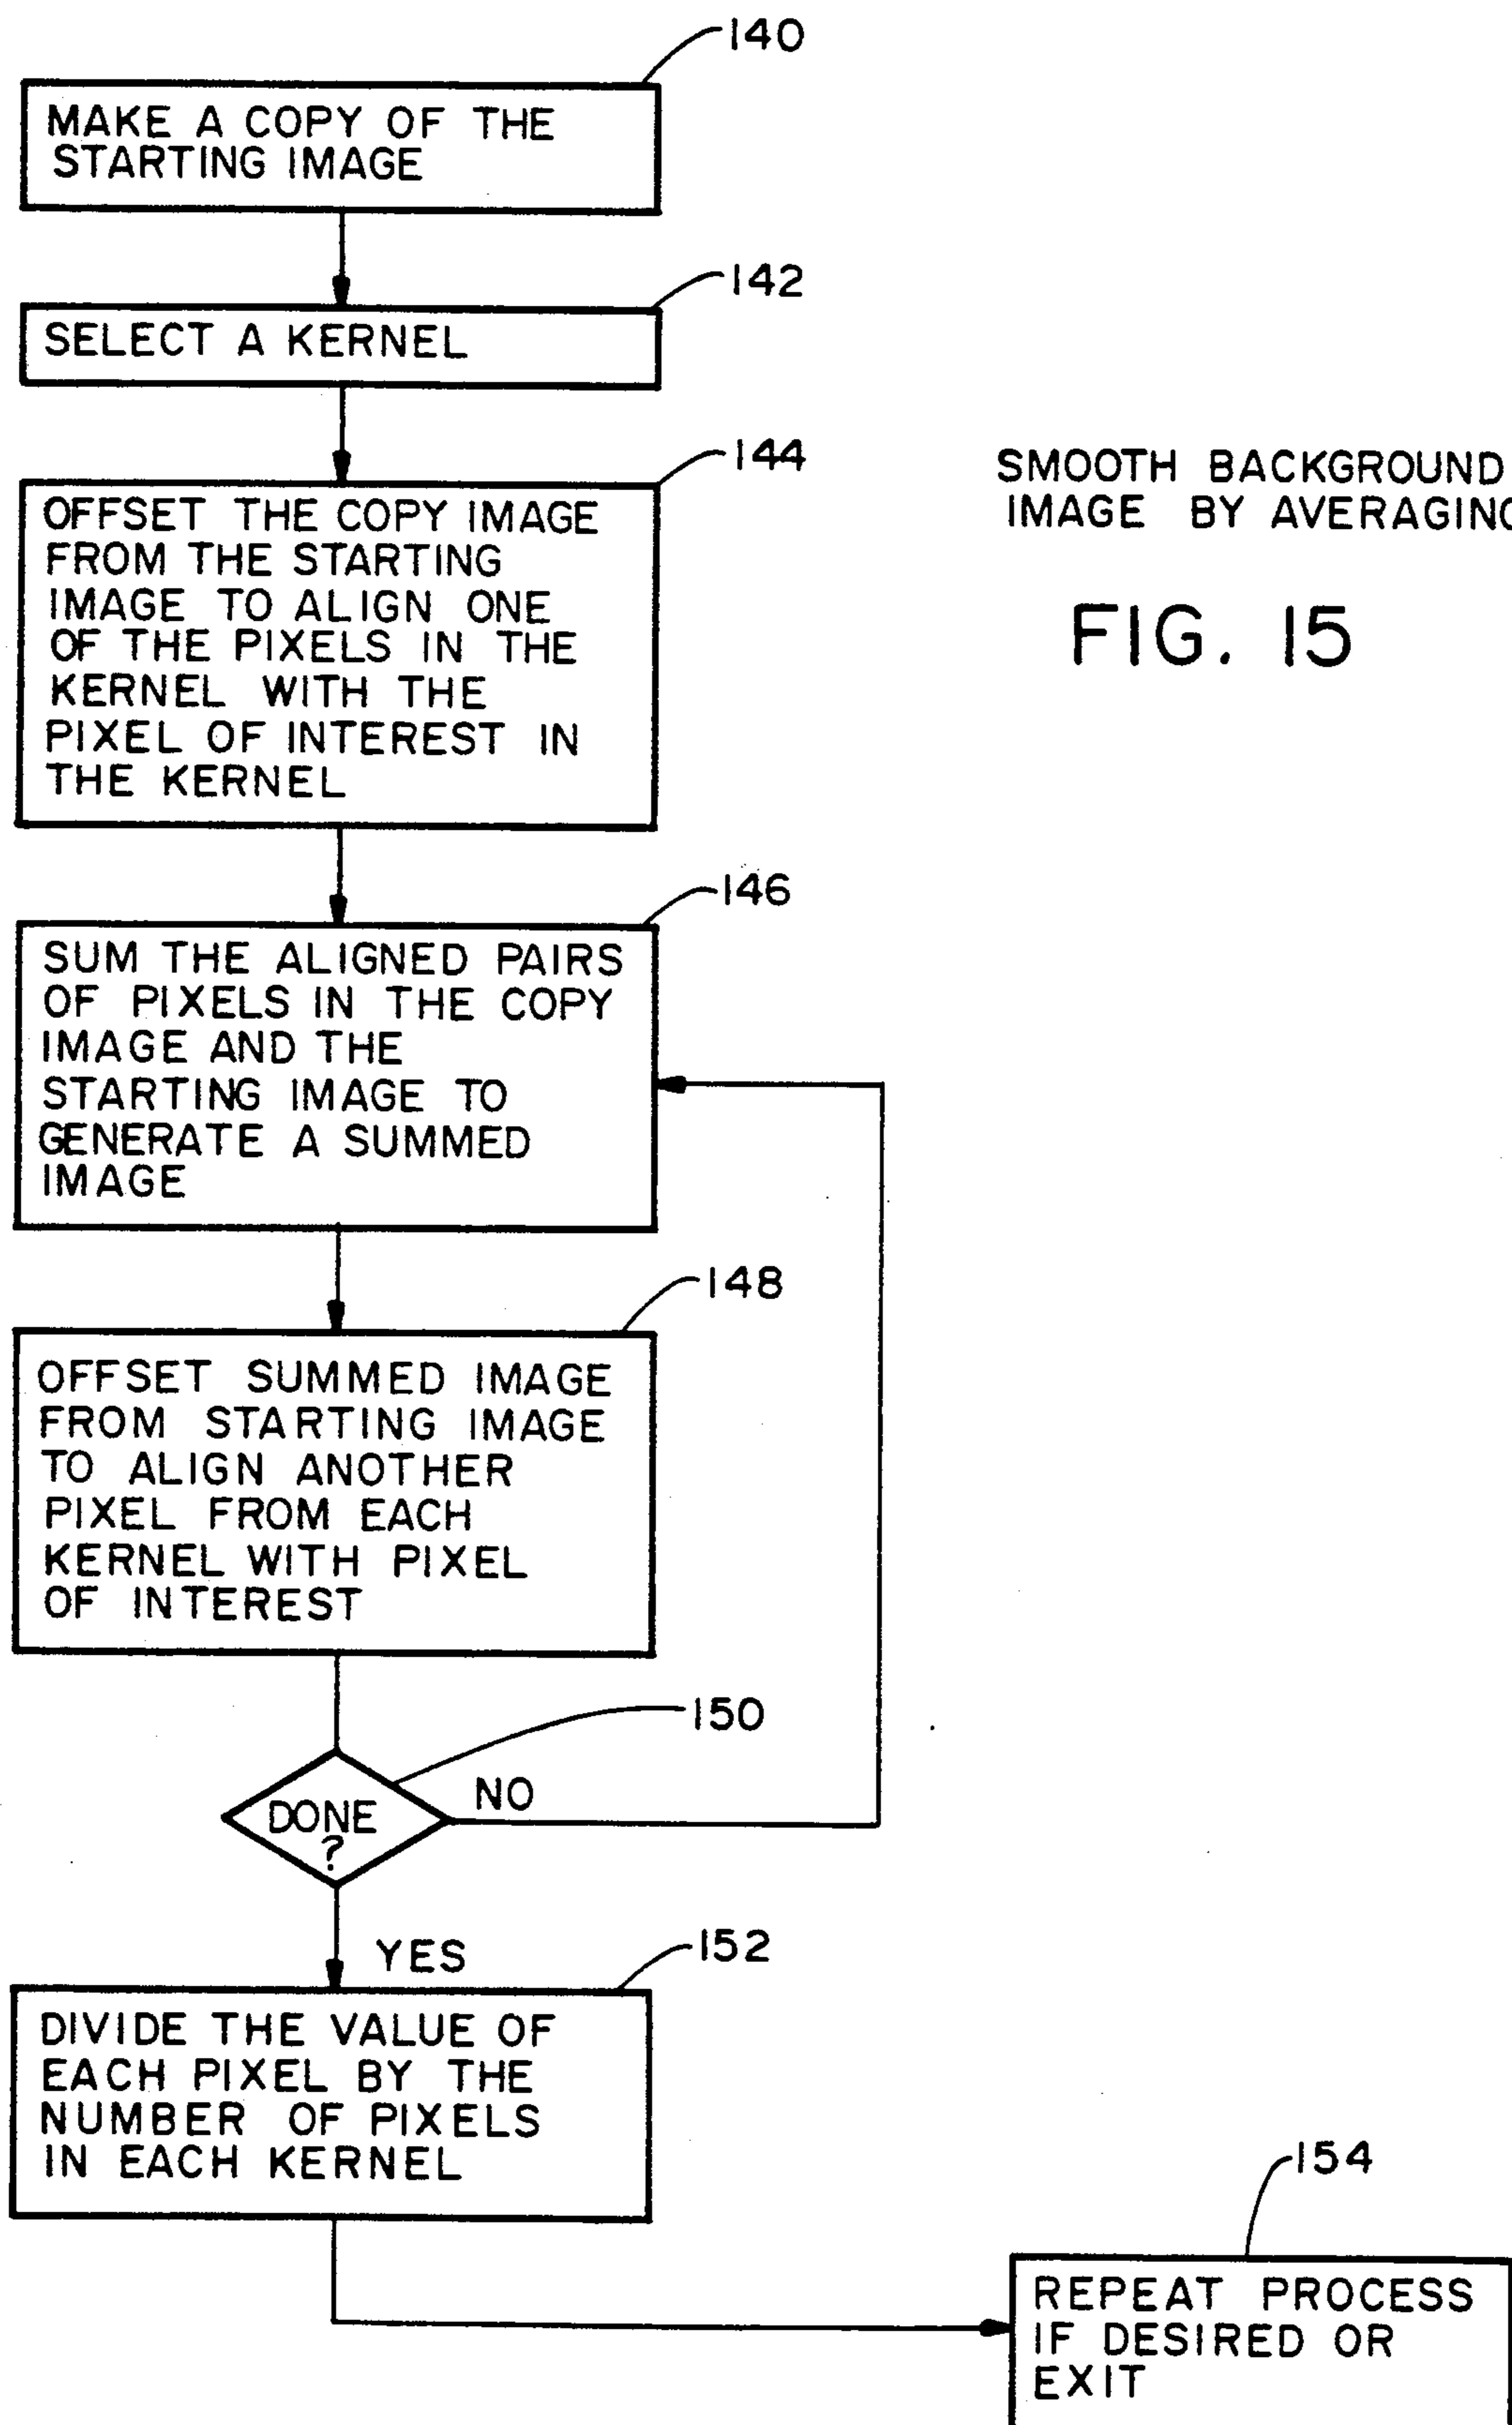 140
MAKE A COPY OF THE
STARTING IMAGE
142
SELECT A KERNEL
144
OFFSET THE COPY IMAGE
FROM THE STARTING
IMAGE TO ALIGN ONE
OF THE PIXELS IN THE
KERNEL WITH THE
PIXEL OF INTEREST IN
THE KERNEL
SMOOTH BACKGROUND
IMAGE BY AVERAGING
FIG. 15
146
SUM THE ALIGNED PAIRS
OF PIXELS IN THE COPY
IMAGE AND THE
STARTING IMAGE TO
GENERATE A SUMMED
IMAGE
148
OFFSET SUMMED IMAGE
FROM STARTING IMAGE
TO ALIGN ANOTHER
PIXEL FROM EACH
KERNEL WITH PIXEL
OF INTEREST
150
DONE
?
NO
YES
152
DIVIDE THE VALUE OF
EACH PIXEL BY THE
NUMBER OF PIXELS
IN EACH KERNEL
154
REPEAT PROCESS
IF DESIRED OR
EXIT